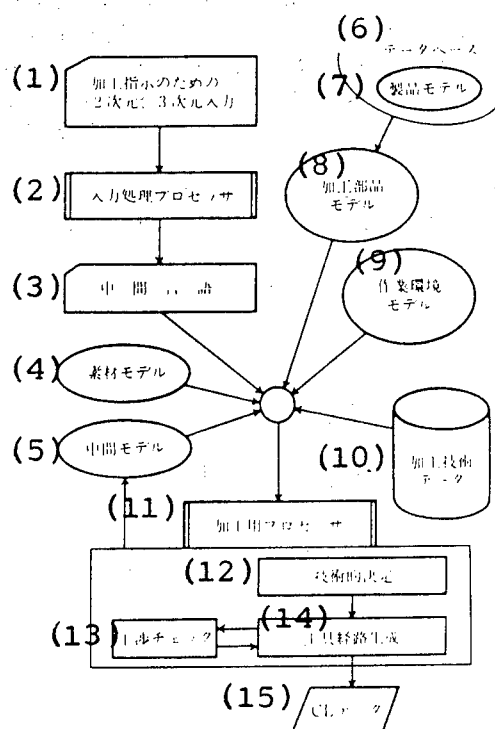 (1)
加工指示のための
2次元、3次元入力
(2)
入力処理プロセッサ
(3)
中間言語
(4)
素材モデル
(5)
中間モデル
(6)
データベース
(7)
製品モデル
(8)
加工部品
モデル
(9)
作業環境
モデル
(10)
加工技術
データ
(11)
加工用プロセッサ
(12)
技術的決定
(13)
干渉チェック
(14)
工具経路生成
(15)
CLデータ